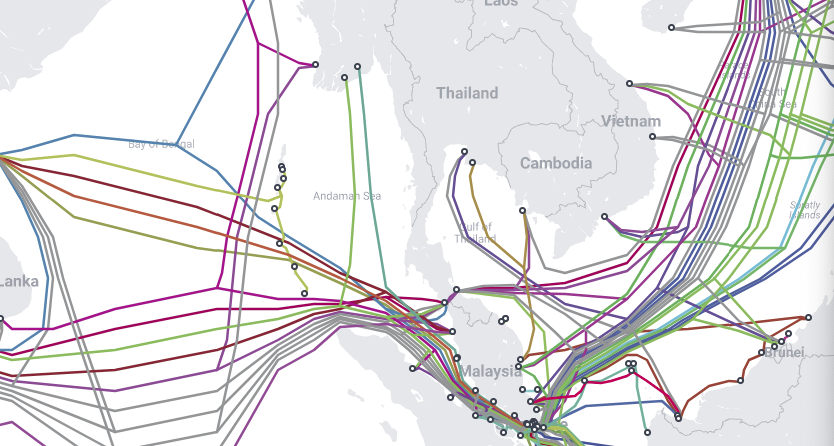 Laos
Thailand
South
China Sea
Vietnam
Bay of Bengal
Cambodia
Andaman Sea
Spratly
Islands
Gulf of
Thailand
Lanka
Brunei
Malaysia